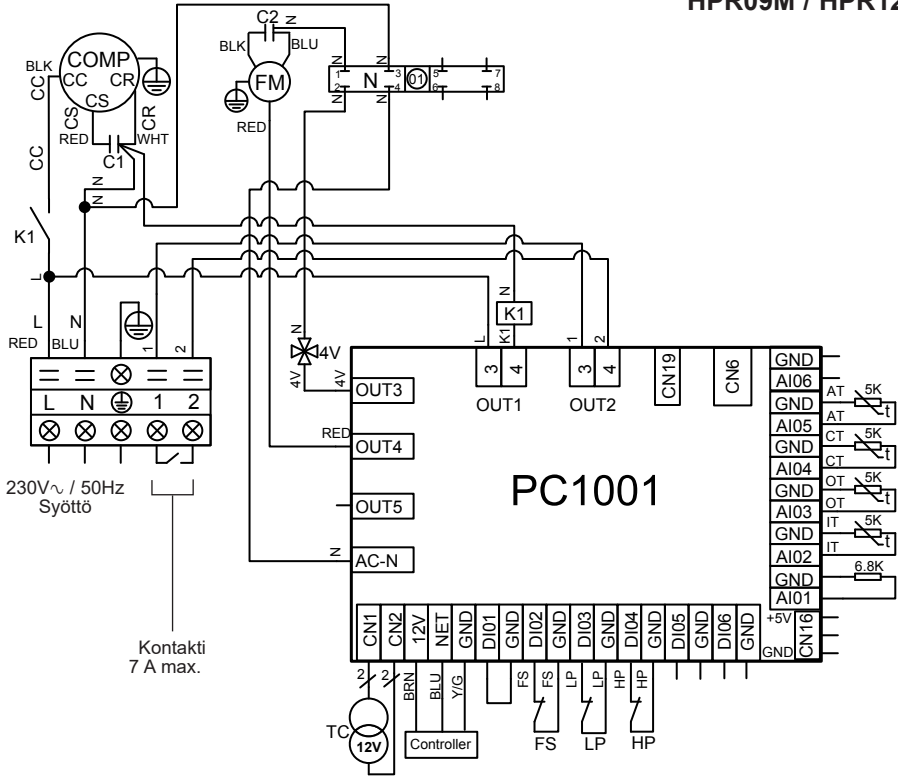 HPR09M / HPR12
C2
N
BLK
BLU
FM
RED
COMP
BLK
CC
CR
CS
CC
CS
CR
RED
WHT
C1
CC
N
N
K1
L
N
N
1
3
N
01
5
7
2
4
6
8
N
N
L
N
RED
BLU
1
2
L
N
1
2
230V∿ / 50Hz
Syöttö
Kontakti
7 A max.
N
4V
4V
4V
RED
N
L
N
K1
K1
1
2
3
4
3
4
OUT1
OUT2
CN19
CN6
OUT3
OUT4
OUT5
AC-N
PC1001
GND
AI06
GND
AI05
GND
AI04
GND
AI03
GND
AI02
GND
AI01
AT
5K
t
AT
CT
5K
t
CT
OT
5K
t
OT
IT
5K
t
IT
6.8K
+5V
GND
CN16
CN1
CN2
12V
NET
GND
DI01
GND
DI02
GND
DI03
GND
DI04
GND
DI05
GND
DI06
GND
2
2
BRN
BLU
Y/G
FS
FS
LP
LP
HP
HP
TC
12V
Controller
FS
LP
HP